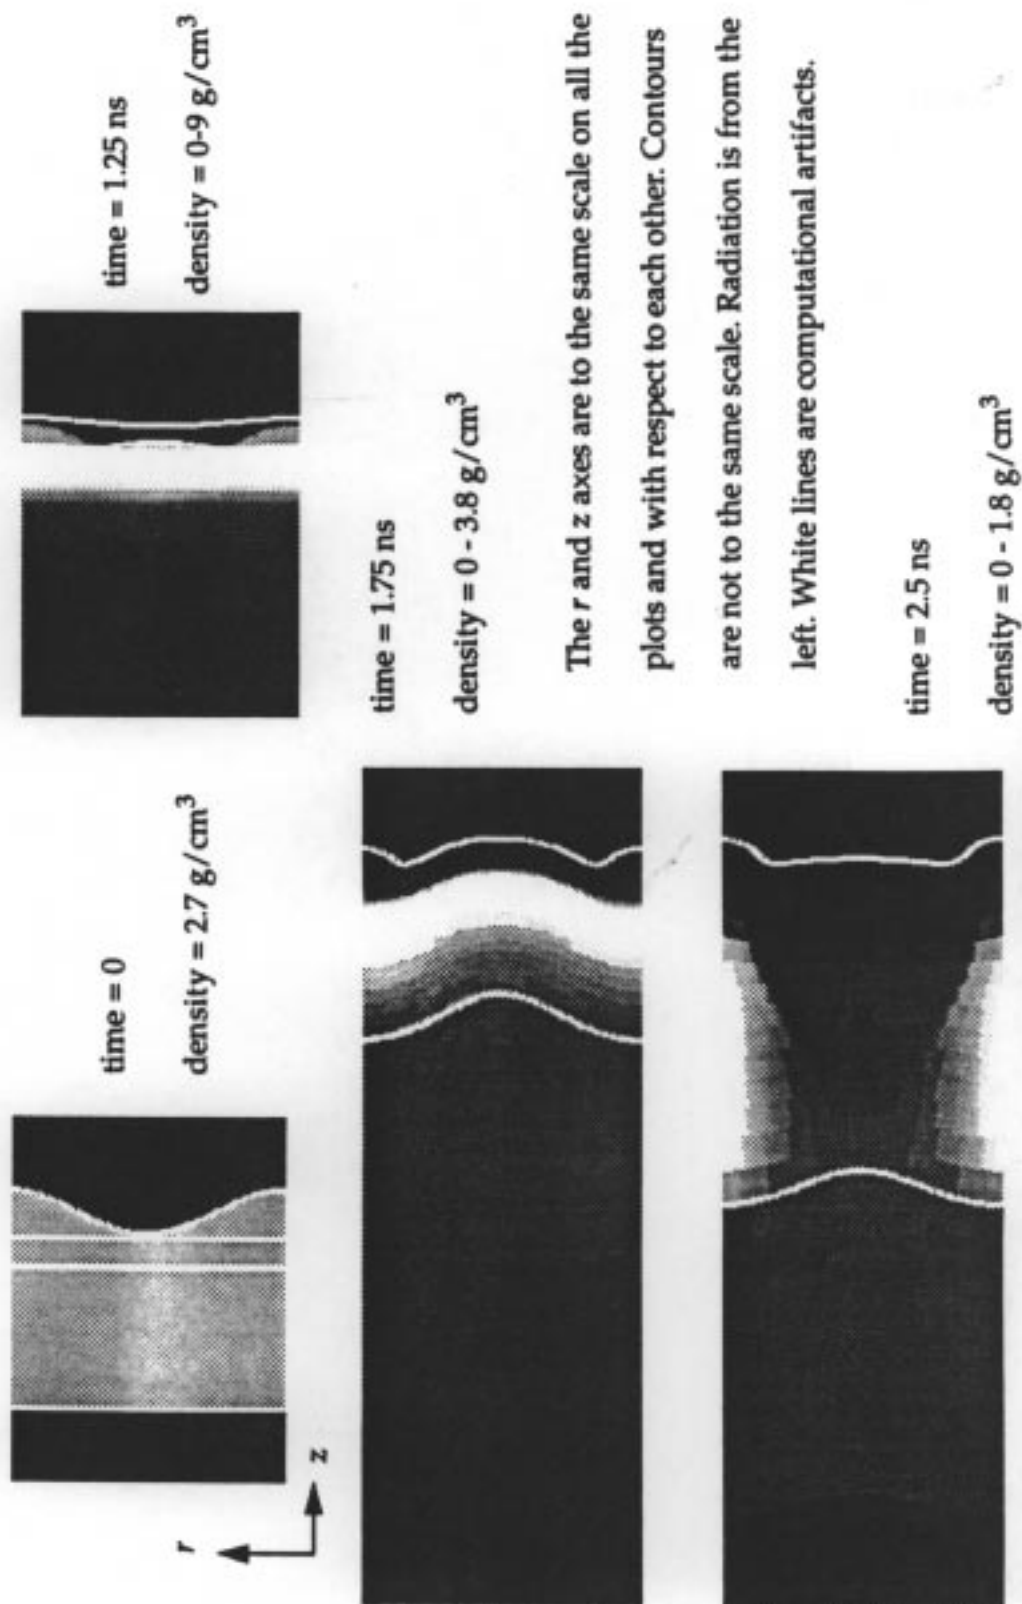 time = 0
density = 2.7 g/cm³
time = 1.25 ns
density = 0-9 g/cm³
r
z
time = 1.75 ns
density = 0 - 3.8 g/cm³
The r and z axes are to the same scale on all the
plots and with respect to each other. Contours
are not to the same scale. Radiation is from the
left. White lines are computational artifacts.
time = 2.5 ns
density = 0 - 1.8 g/cm³